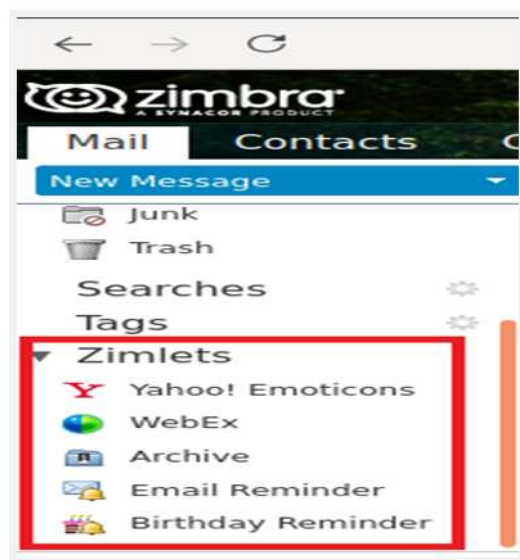 zimbra
A SYNACOR PRODUCT
Mail Contacts C
New Message
Junk
Trash
Searches
Tags
Zimlets
Yahoo! Emoticons
WebEx
Archive
Email Reminder
Birthday Reminder